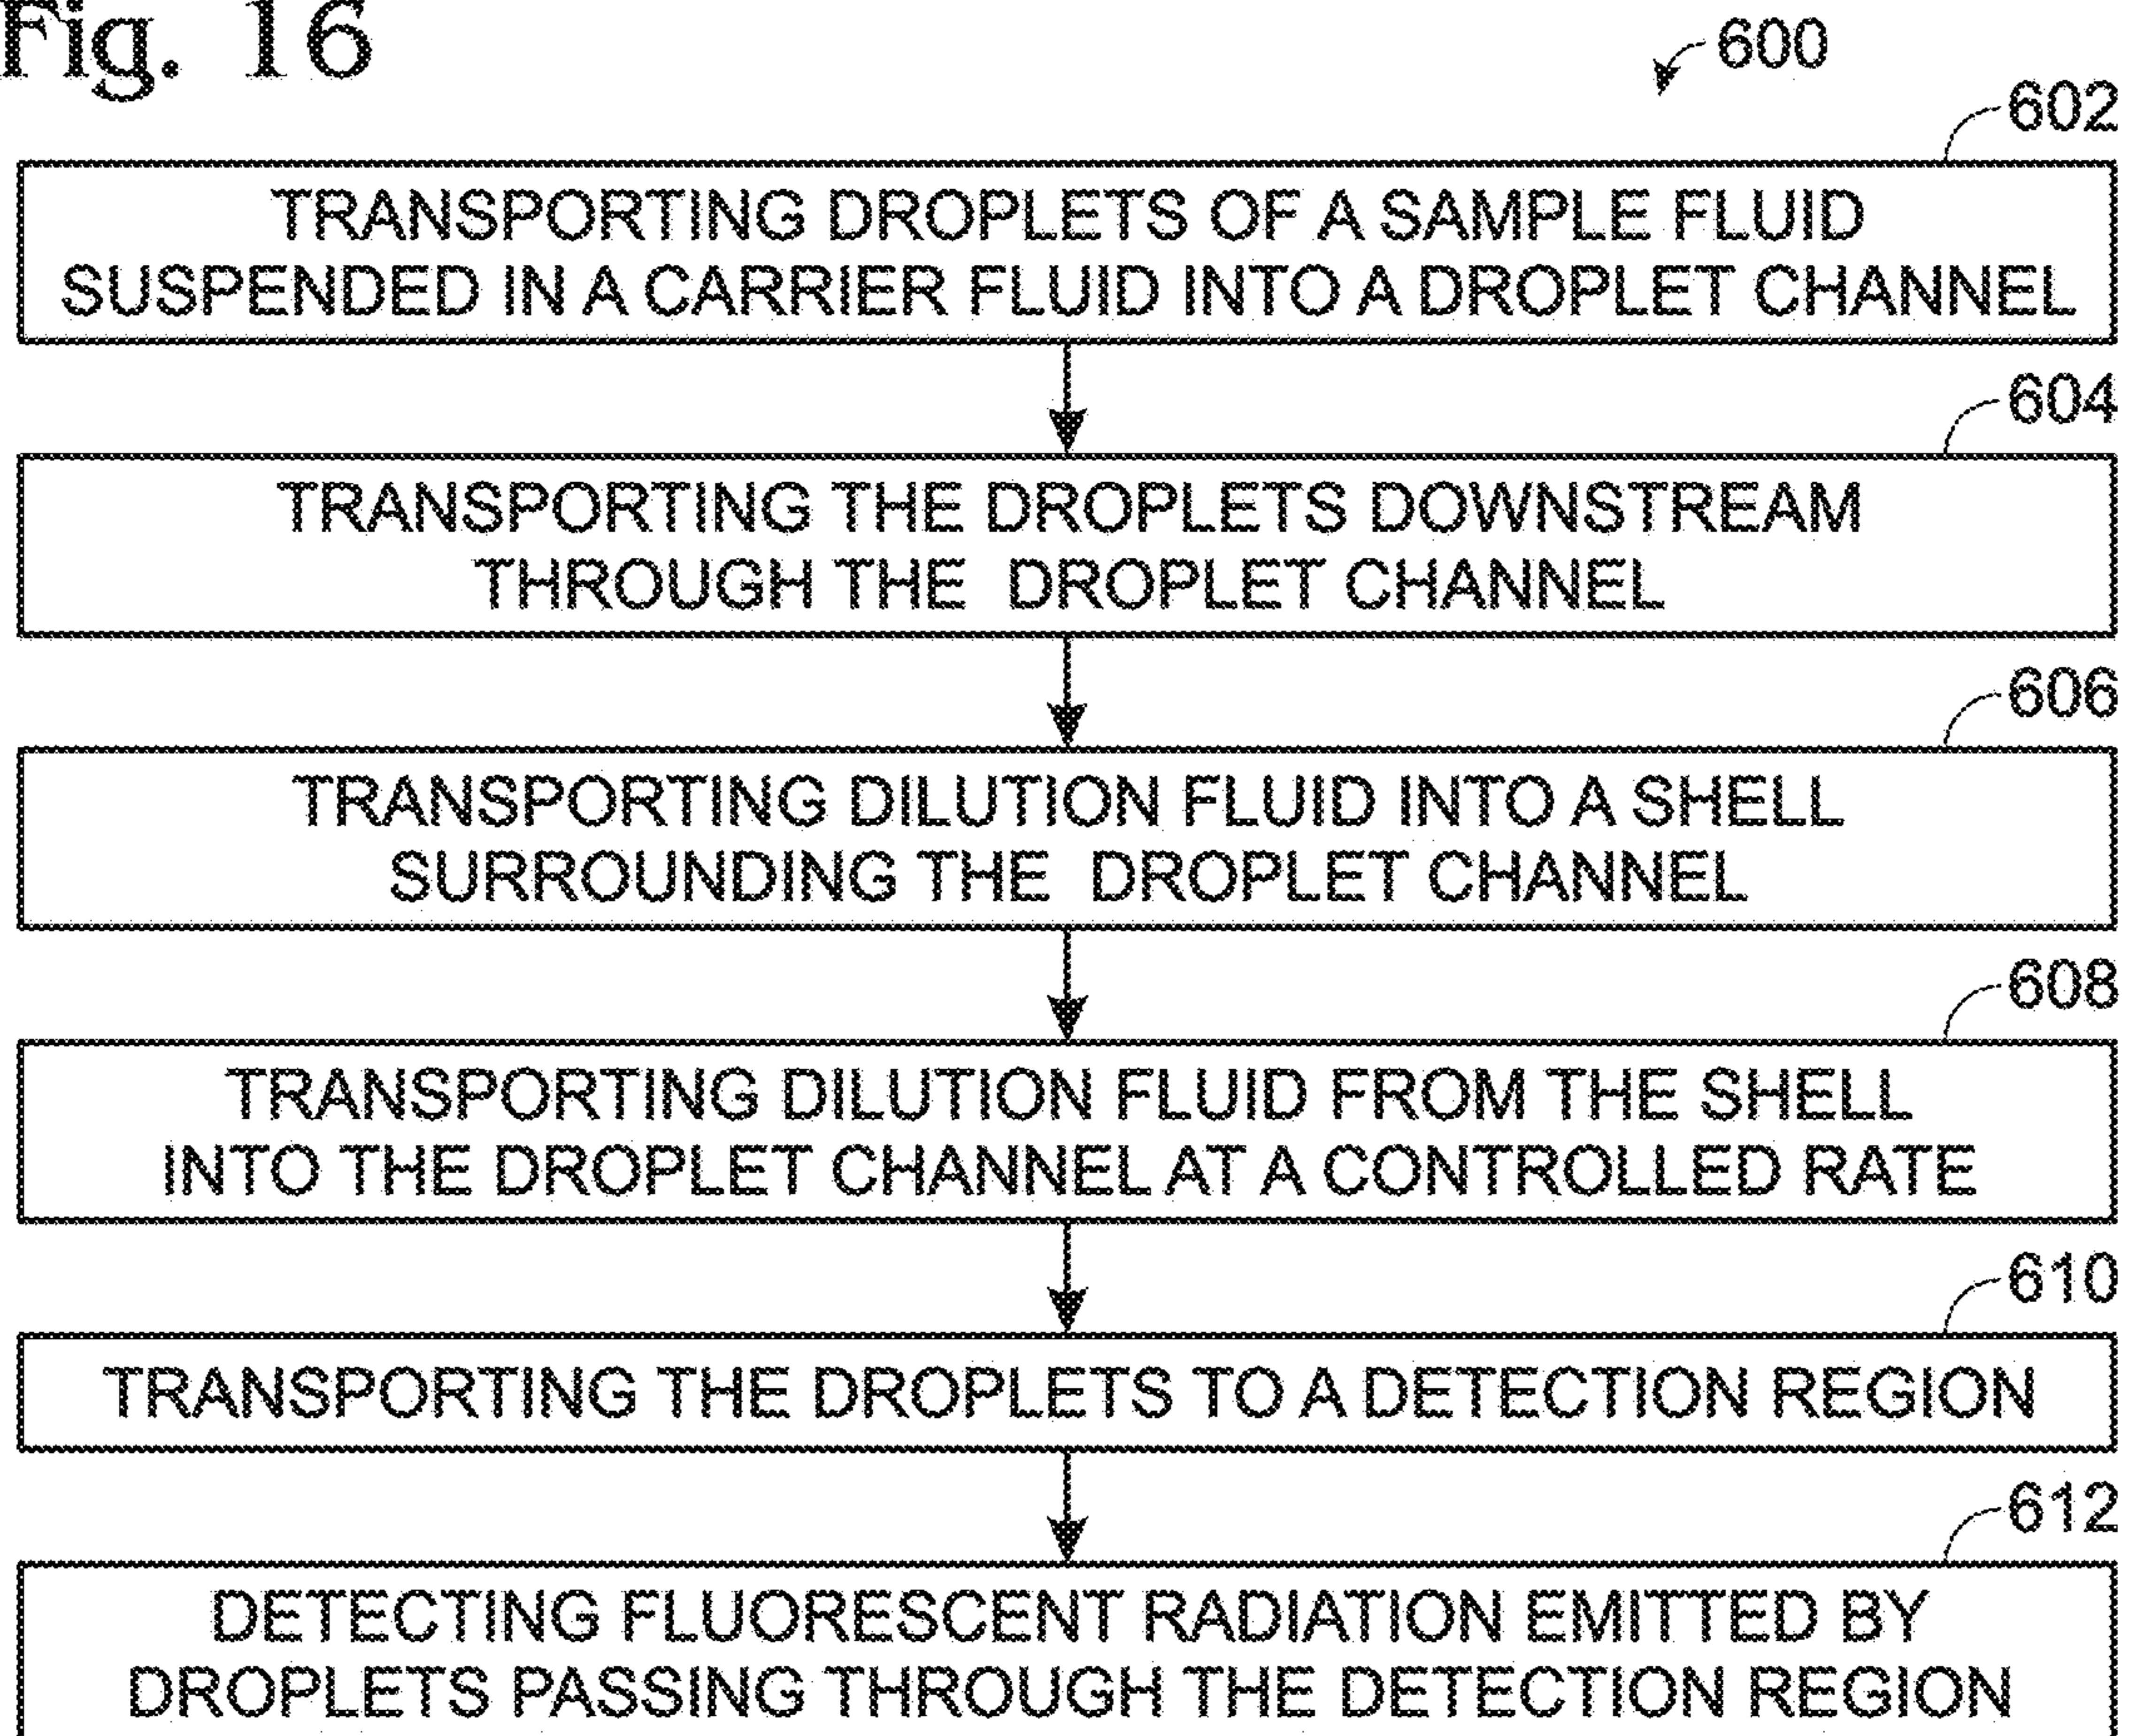 Fig. 16
600
602
TRANSPORTING DROPLETS OF A SAMPLE FLUID
SUSPENDED IN A CARRIER FLUID INTO A DROPLET CHANNEL
604
TRANSPORTING THE DROPLETS DOWNSTREAM
THROUGH THE DROPLET CHANNEL
606
TRANSPORTING DILUTION FLUID INTO A SHELL
SURROUNDING THE DROPLET CHANNEL
608
TRANSPORTING DILUTION FLUID FROM THE SHELL
INTO THE DROPLET CHANNEL AT A CONTROLLED RATE
610
TRANSPORTING THE DROPLETS TO A DETECTION REGION
612
DETECTING FLUORESCENT RADIATION EMITTED BY
DROPLETS PASSING THROUGH THE DETECTION REGION